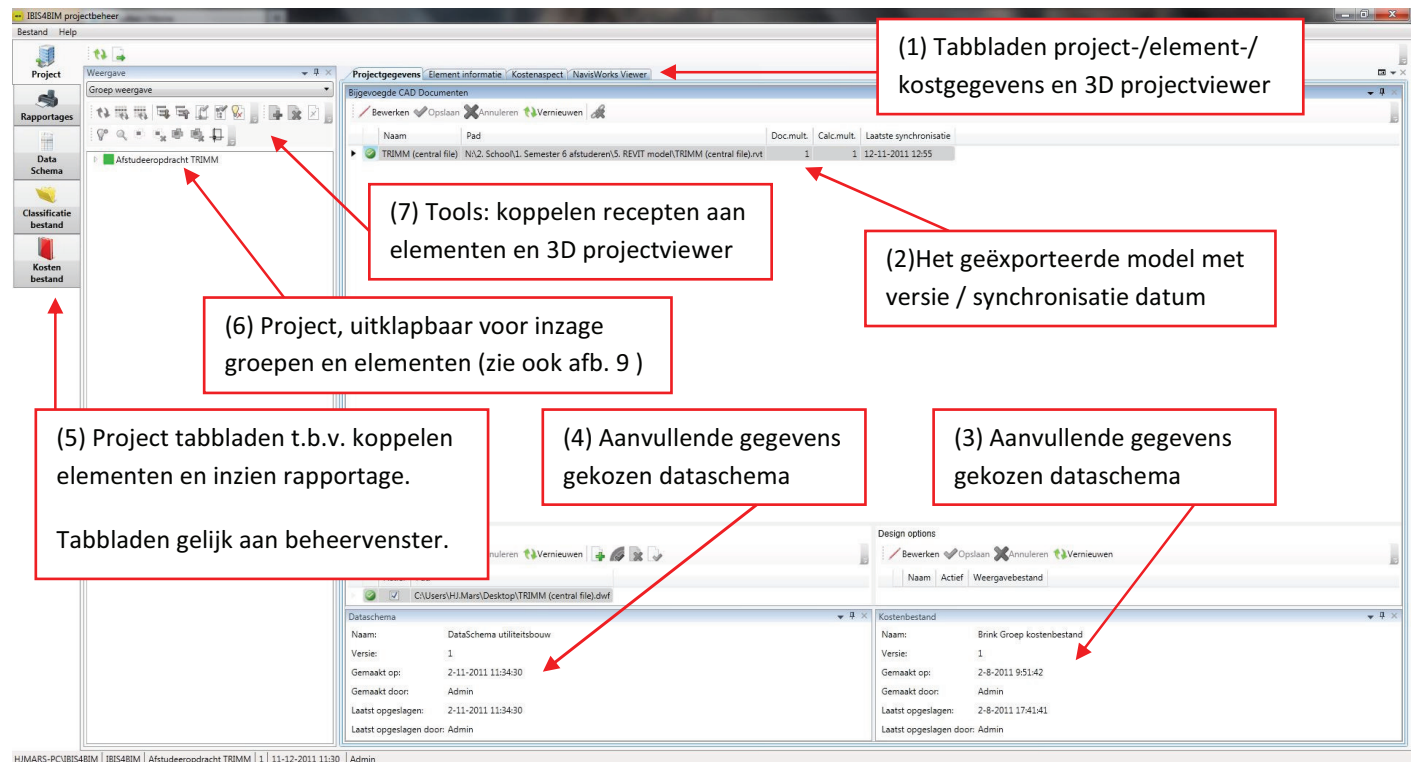 IBIS4BIM projectbeheer
Bestand Help
Project
Rapportages
Data
Schema
Classificatie
bestand
Kosten
bestand
Weergave
Groep weergave
Afstudeeropdracht TRIMM
Projectgegevens Element informatie Kostenaspect NavisWorks Viewer
Bijgevoegde CAD Documenten
Bewerken Opslaan Annuleren Vernieuwen
Naam Pad Doc.mult. Calc.mult. Laatste synchronisatie
TRIMM (central file) N:\2. School\1. Semester 6 afstuderen\5. REVIT model\TRIMM (central file).rvt 1 1 12-11-2011 12:55
(1) Tabbladen project-/element-/
kostgegevens en 3D projectviewer
(7) Tools: koppelen recepten aan
elementen en 3D projectviewer
(2)Het geëxporteerde model met
versie / synchronisatie datum
(6) Project, uitklapbaar voor inzage
groepen en elementen (zie ook afb. 9 )
(5) Project tabbladen t.b.v. koppelen
elementen en inzien rapportage.
Tabbladen gelijk aan beheervenster.
(4) Aanvullende gegevens
gekozen dataschema
(3) Aanvullende gegevens
gekozen dataschema
nuleren Vernieuwen
C:\Users\HJ.Mars\Desktop\TRIMM (central file).dwf
Design options
Bewerken Opslaan Annuleren Vernieuwen
Naam Actief Weergavebestand
Dataschema
Naam: DataSchema utiliteitsbouw
Versie: 1
Gemaakt op: 2-11-2011 11:34:30
Gemaakt door: Admin
Laatst opgeslagen: 2-11-2011 11:34:30
Laatst opgeslagen door: Admin
Kostenbestand
Naam: Brink Groep kostenbestand
Versie: 1
Gemaakt op: 2-8-2011 9:51:42
Gemaakt door: Admin
Laatst opgeslagen: 2-8-2011 17:41:41
Laatst opgeslagen door: Admin
HJMARS-PC\IBIS4BIM IBIS4BIM Afstudeeropdracht TRIMM 1 11-12-2011 11:30 Admin